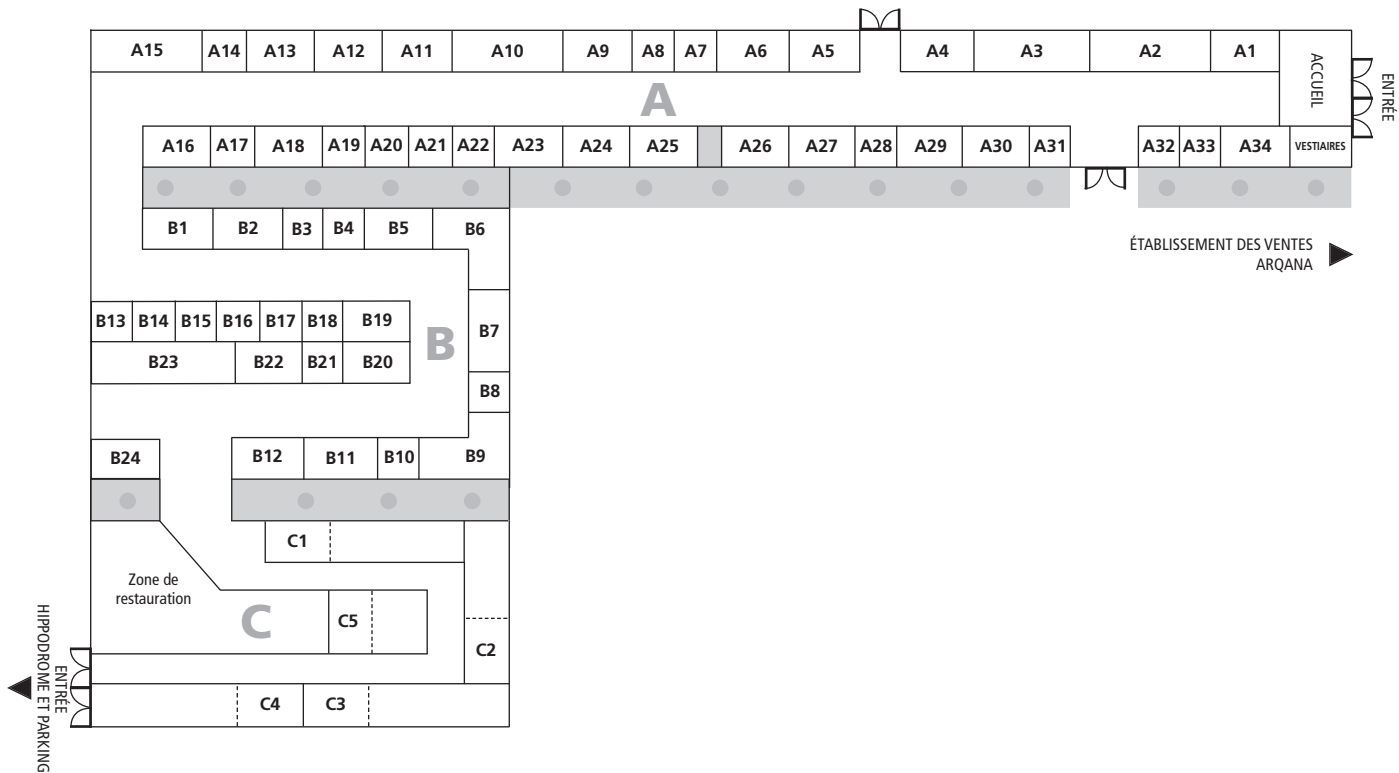 A15 A14 A13 A12 A11 A10 A9 A8 A7 A6 A5 A4 A3 A2 A1
ACCUEIL
ENTRÉE
A
A16 A17 A18 A19 A20 A21 A22 A23 A24 A25 A26 A27 A28 A29 A30 A31 A32 A33 A34 VESTIAIRES
B1 B2 B3 B4 B5 B6
ÉTABLISSEMENT DES VENTES
ARQANA
B13 B14 B15 B16 B17 B18 B19
B
B7
B23 B22 B21 B20
B8
B24 B12 B11 B10 B9
C1
Zone de
restauration
C
C5
C2
C4 C3
ENTRÉE
HIPPODROME ET PARKING